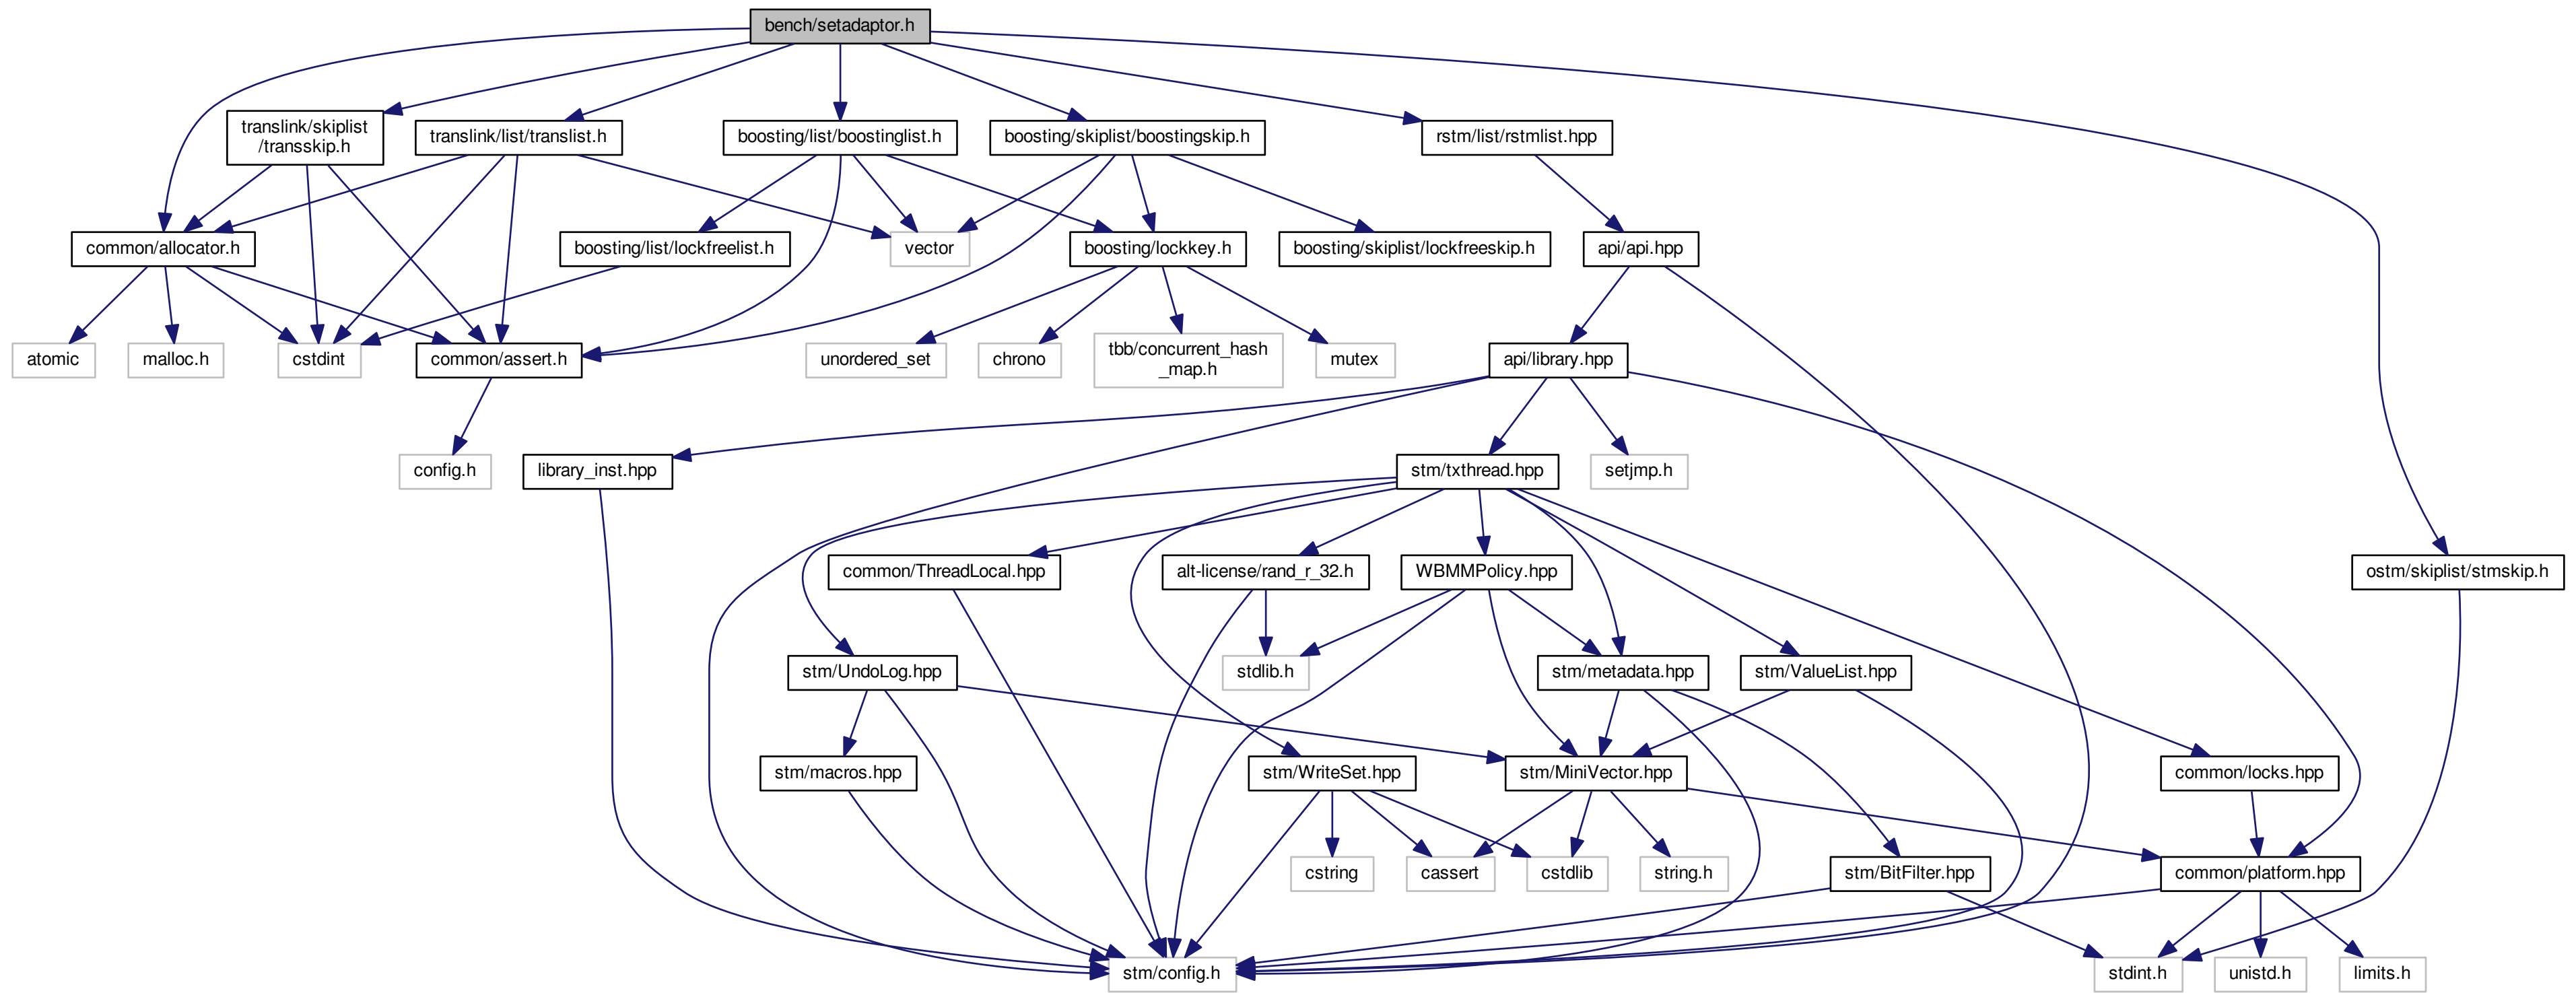 bench/setadaptor.h
translink/skiplist
/transskip.h
translink/list/translist.h
boosting/list/boostinglist.h
boosting/skiplist/boostingskip.h
rstm/list/rstmlist.hpp
common/allocator.h
boosting/list/lockfreelist.h
vector
boosting/lockkey.h
boosting/skiplist/lockfreeskip.h
api/api.hpp
atomic
malloc.h
cstdint
common/assert.h
unordered_set
chrono
tbb/concurrent_hash
_map.h
mutex
api/library.hpp
config.h
library_inst.hpp
stm/txthread.hpp
setjmp.h
common/ThreadLocal.hpp
alt-license/rand_r_32.h
WBMMPolicy.hpp
ostm/skiplist/stmskip.h
stm/UndoLog.hpp
stdlib.h
stm/metadata.hpp
stm/ValueList.hpp
stm/macros.hpp
stm/WriteSet.hpp
stm/MiniVector.hpp
common/locks.hpp
cstring
cassert
cstdlib
string.h
stm/BitFilter.hpp
common/platform.hpp
stm/config.h
stdint.h
unistd.h
limits.h